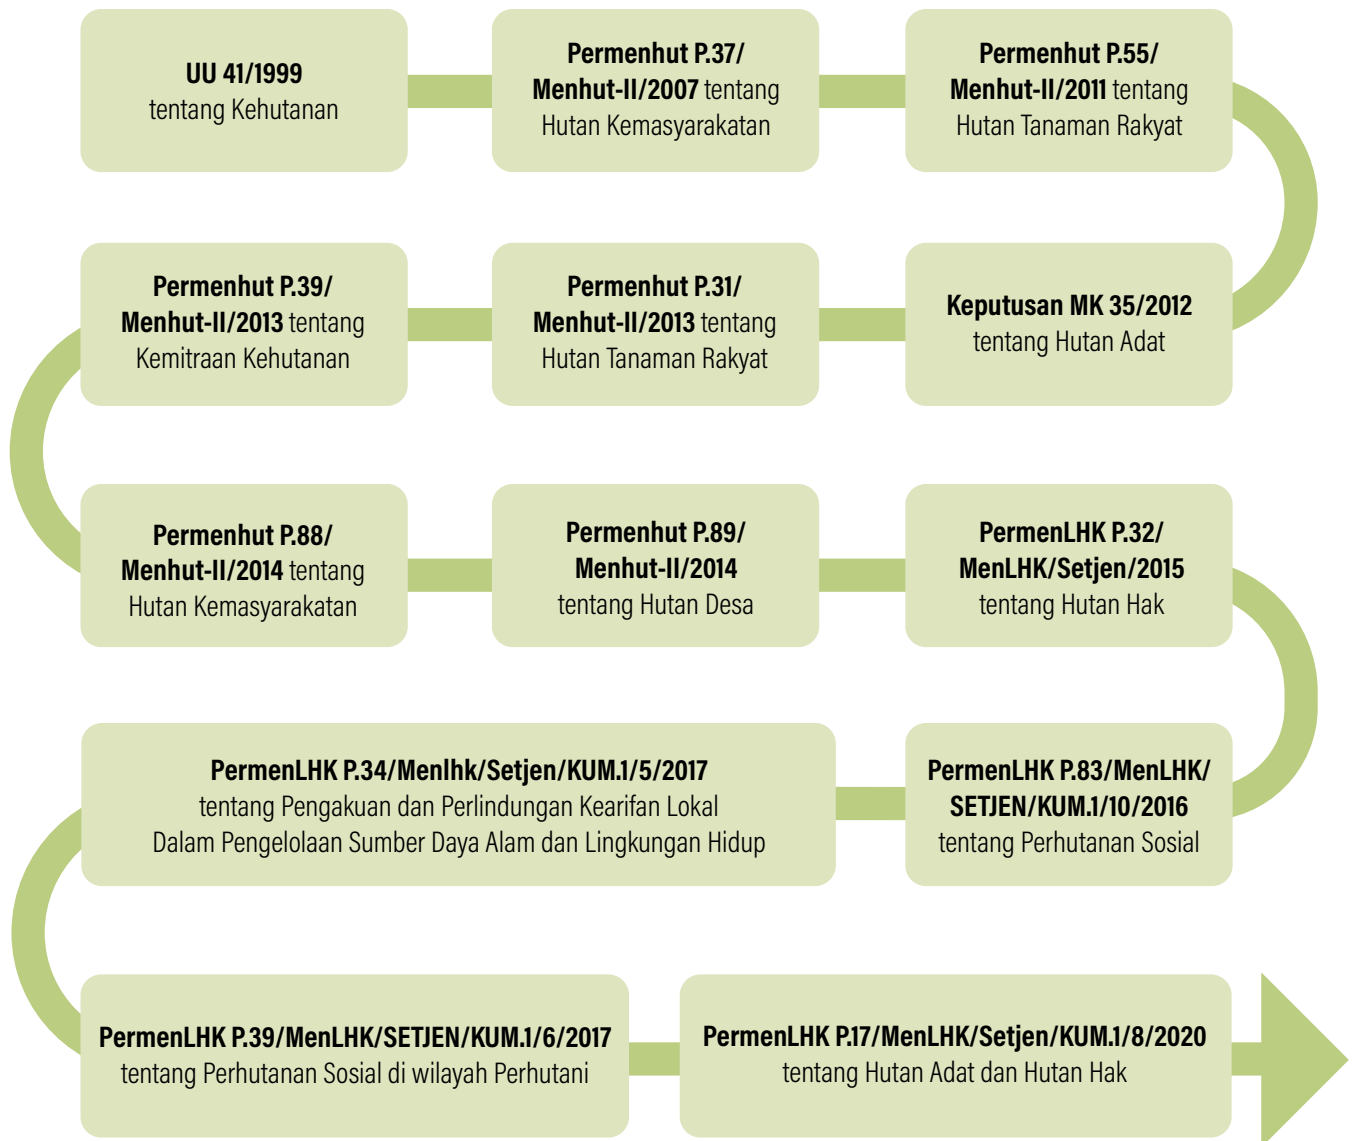 UU 41/1999
tentang Kehutanan
Permenhut P.37/
Menhut-II/2007 tentang
Hutan Kemasyarakatan
Permenhut P.55/
Menhut-II/2011 tentang
Hutan Tanaman Rakyat
Keputusan MK 35/2012
tentang Hutan Adat
Permenhut P.31/
Menhut-II/2013 tentang
Hutan Tanaman Rakyat
Permenhut P.39/
Menhut-II/2013 tentang
Kemitraan Kehutanan
Permenhut P.88/
Menhut-II/2014 tentang
Hutan Kemasyarakatan
Permenhut P.89/
Menhut-II/2014
tentang Hutan Desa
PermenLHK P.32/
MenLHK/Setjen/2015
tentang Hutan Hak
PermenLHK P.83/MenLHK/
SETJEN/KUM.1/10/2016
tentang Perhutanan Sosial
PermenLHK P.34/Menlhk/Setjen/KUM.1/5/2017
tentang Pengakuan dan Perlindungan Kearifan Lokal
Dalam Pengelolaan Sumber Daya Alam dan Lingkungan Hidup
PermenLHK P.39/MenLHK/SETJEN/KUM.1/6/2017
tentang Perhutanan Sosial di wilayah Perhutani
PermenLHK P.17/MenLHK/Setjen/KUM.1/8/2020
tentang Hutan Adat dan Hutan Hak